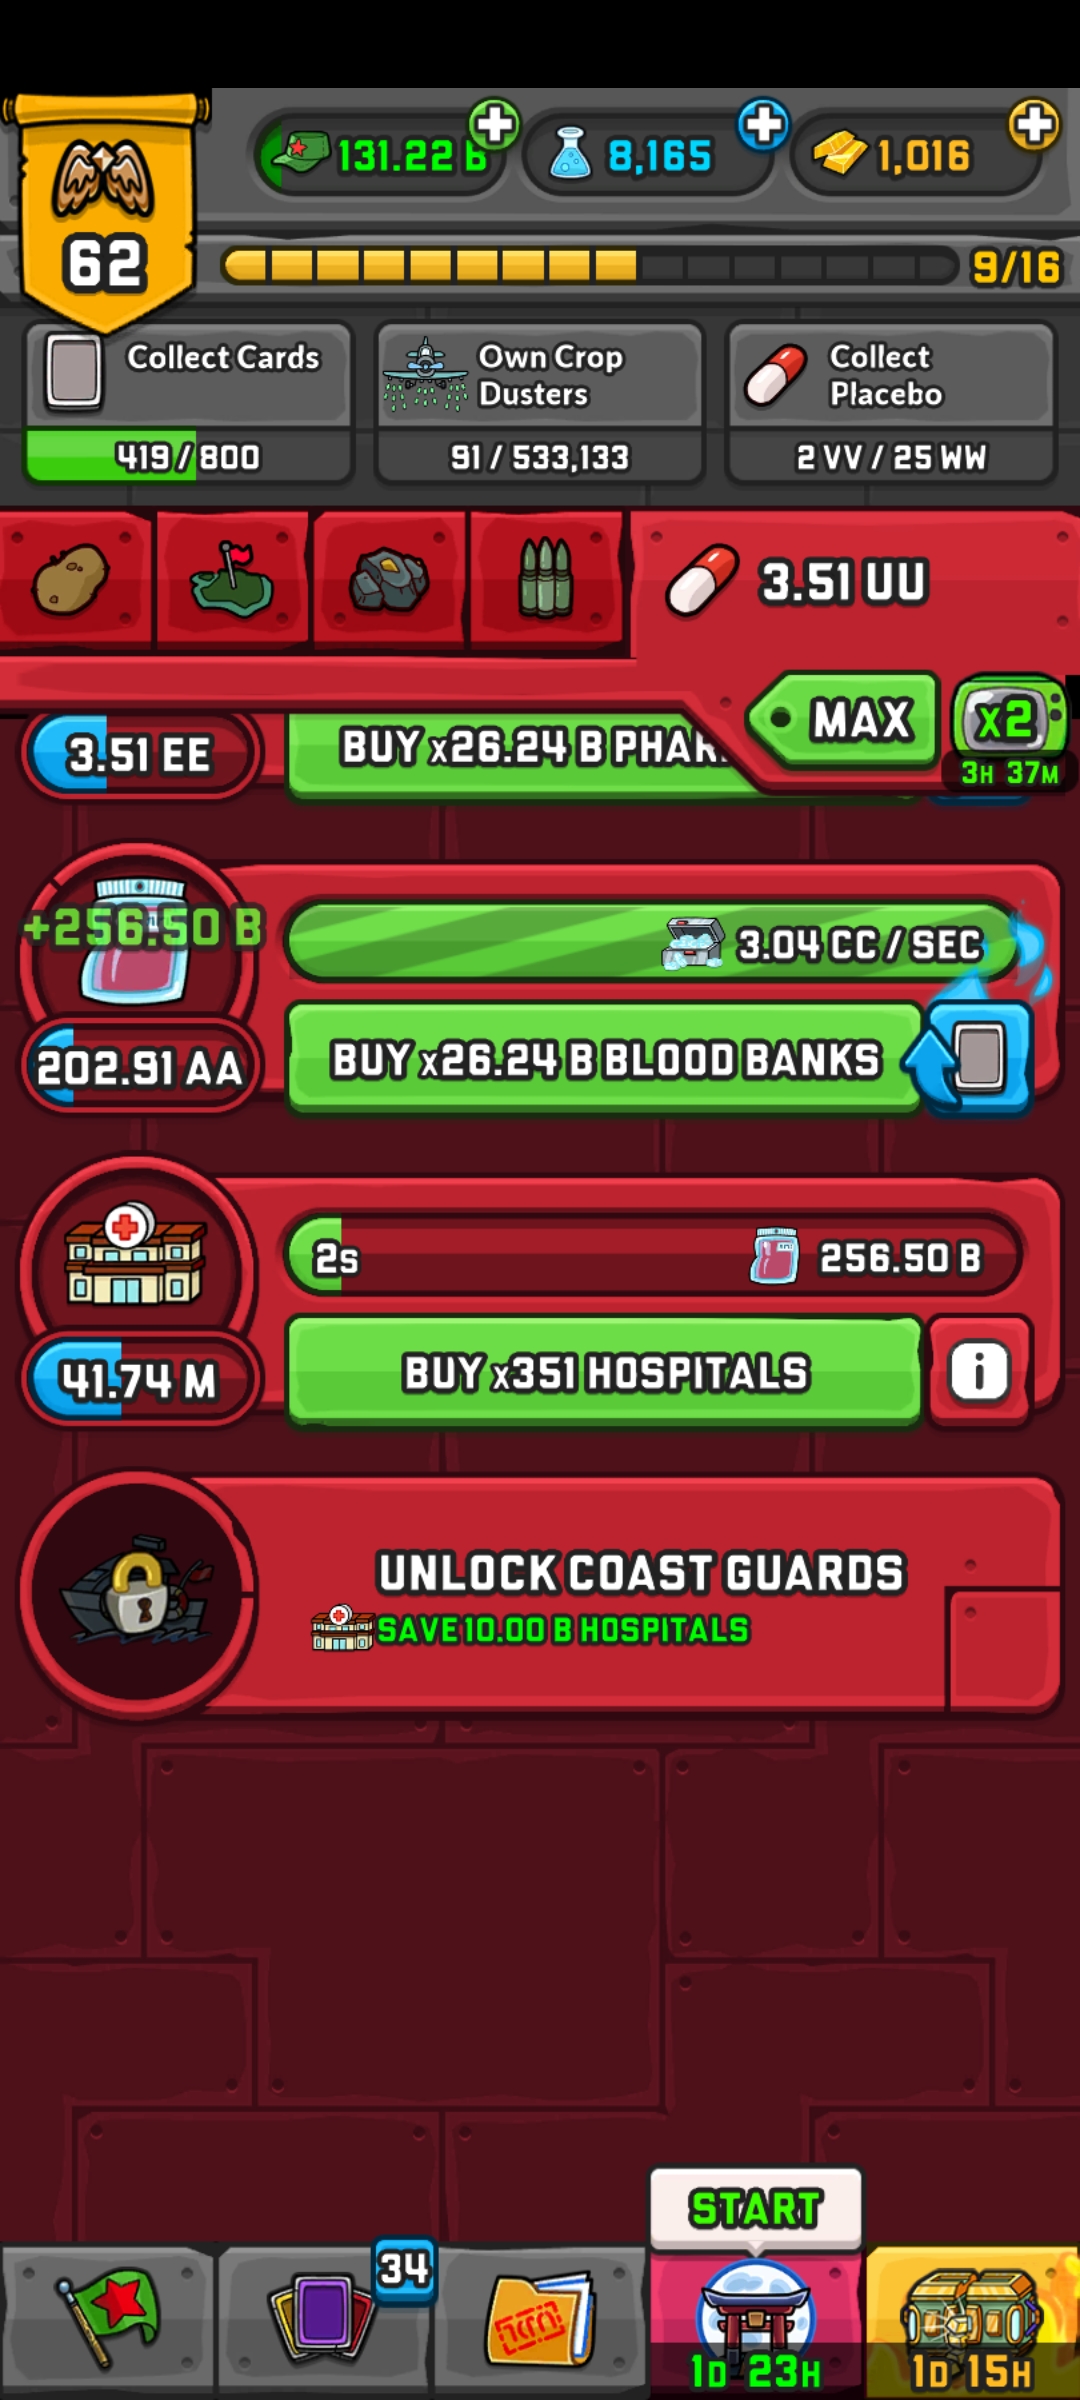 131.22 B
8,165
1,016
62
9/16
Collect Cards
419 / 800
Own Crop
Dusters
91 / 533,133
Collect
Placebo
2 VV / 25 WW
3.51 UU
MAX
x2
3H 37M
3.51 EE
BUY x26.24 B PHAR
+256.50 B
3.04 CC / SEC
202.91 AA
BUY x26.24 B BLOOD BANKS
2s
256.50 B
41.74 M
BUY x351 HOSPITALS
i
UNLOCK COAST GUARDS
SAVE 10.00 B HOSPITALS
START
34
1D 23H
1D 15H